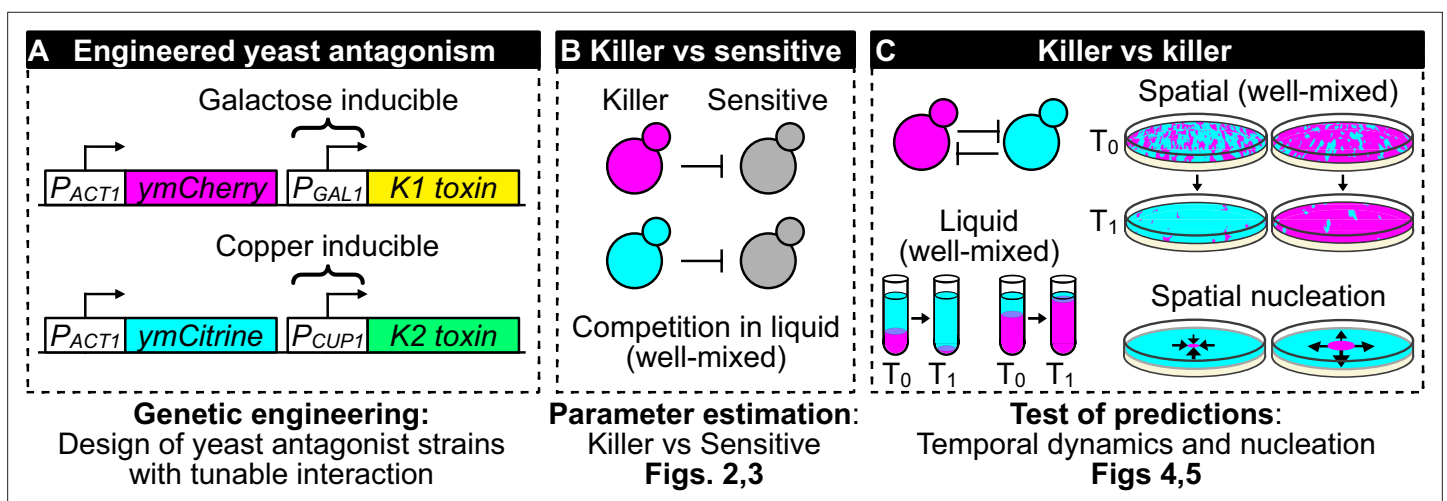 A Engineered yeast antagonism
Galactose inducible
PACT1 ymCherry PGAL1 K1 toxin
Copper inducible
PACT1 ymCitrine PCUP1 K2 toxin
Genetic engineering:
Design of yeast antagonist strains
with tunable interaction
B Killer vs sensitive
Killer Sensitive
Competition in liquid
(well-mixed)
Parameter estimation:
Killer vs Sensitive
Figs. 2,3
C Killer vs killer
Spatial (well-mixed)
T0
T1
Liquid
(well-mixed)
T0 T1 T0 T1
Spatial nucleation
Test of predictions:
Temporal dynamics and nucleation
Figs 4,5